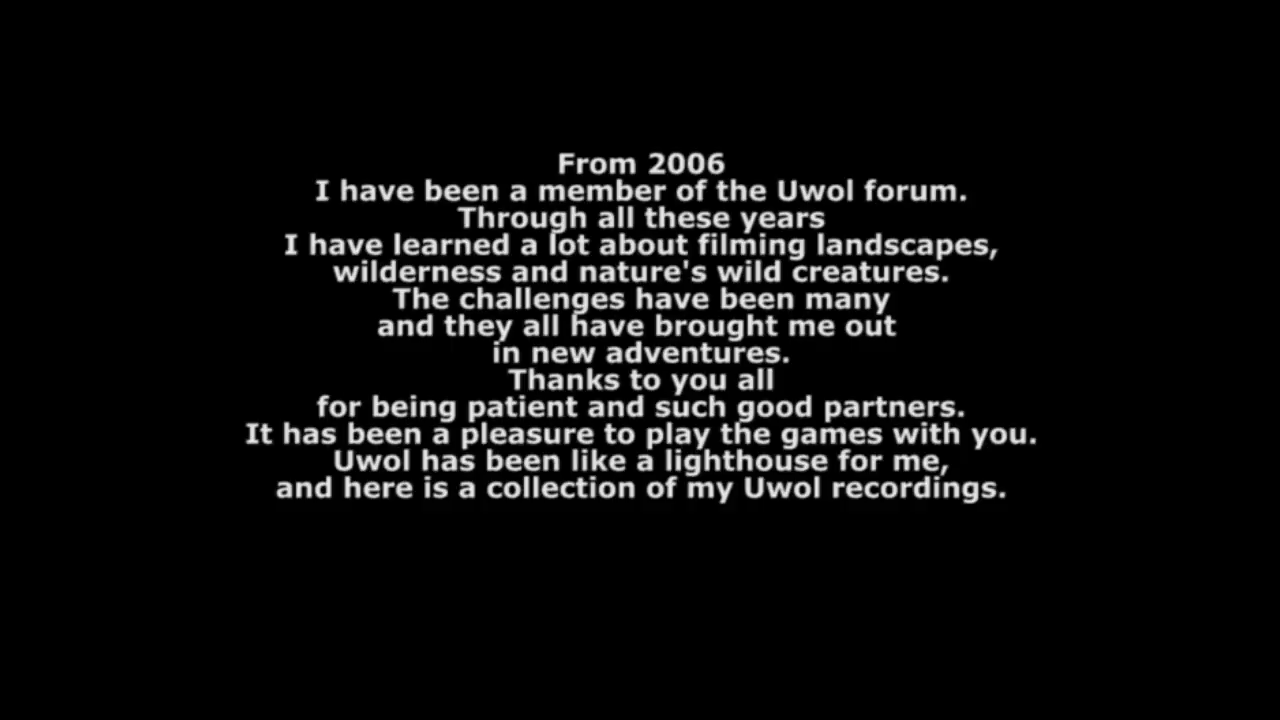 From 2006
I have been a member of the Uwol forum.
Through all these years
I have learned a lot about filming landscapes,
wilderness and nature's wild creatures.
The challenges have been many
and they all have brought me out
in new adventures.
Thanks to you all
for being patient and such good partners.
It has been a pleasure to play the games with you.
Uwol has been like a lighthouse for me,
and here is a collection of my Uwol recordings.